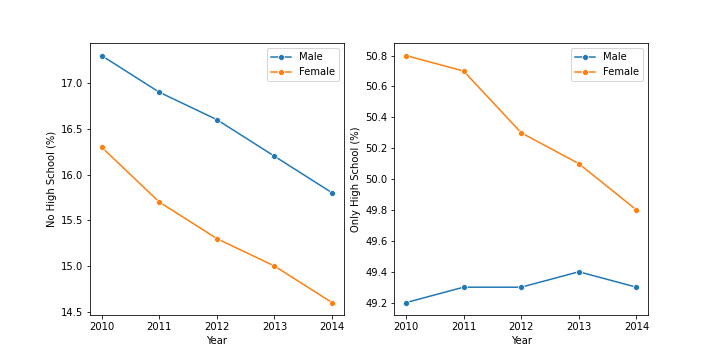 No High School (%)
17.0
16.5
16.0
15.5
15.0
14.5
2010 2011 2012 2013 2014
Year
Male
Female
Only High School (%)
50.8
50.6
50.4
50.2
50.0
49.8
49.6
49.4
49.2
2010 2011 2012 2013 2014
Year
Male
Female